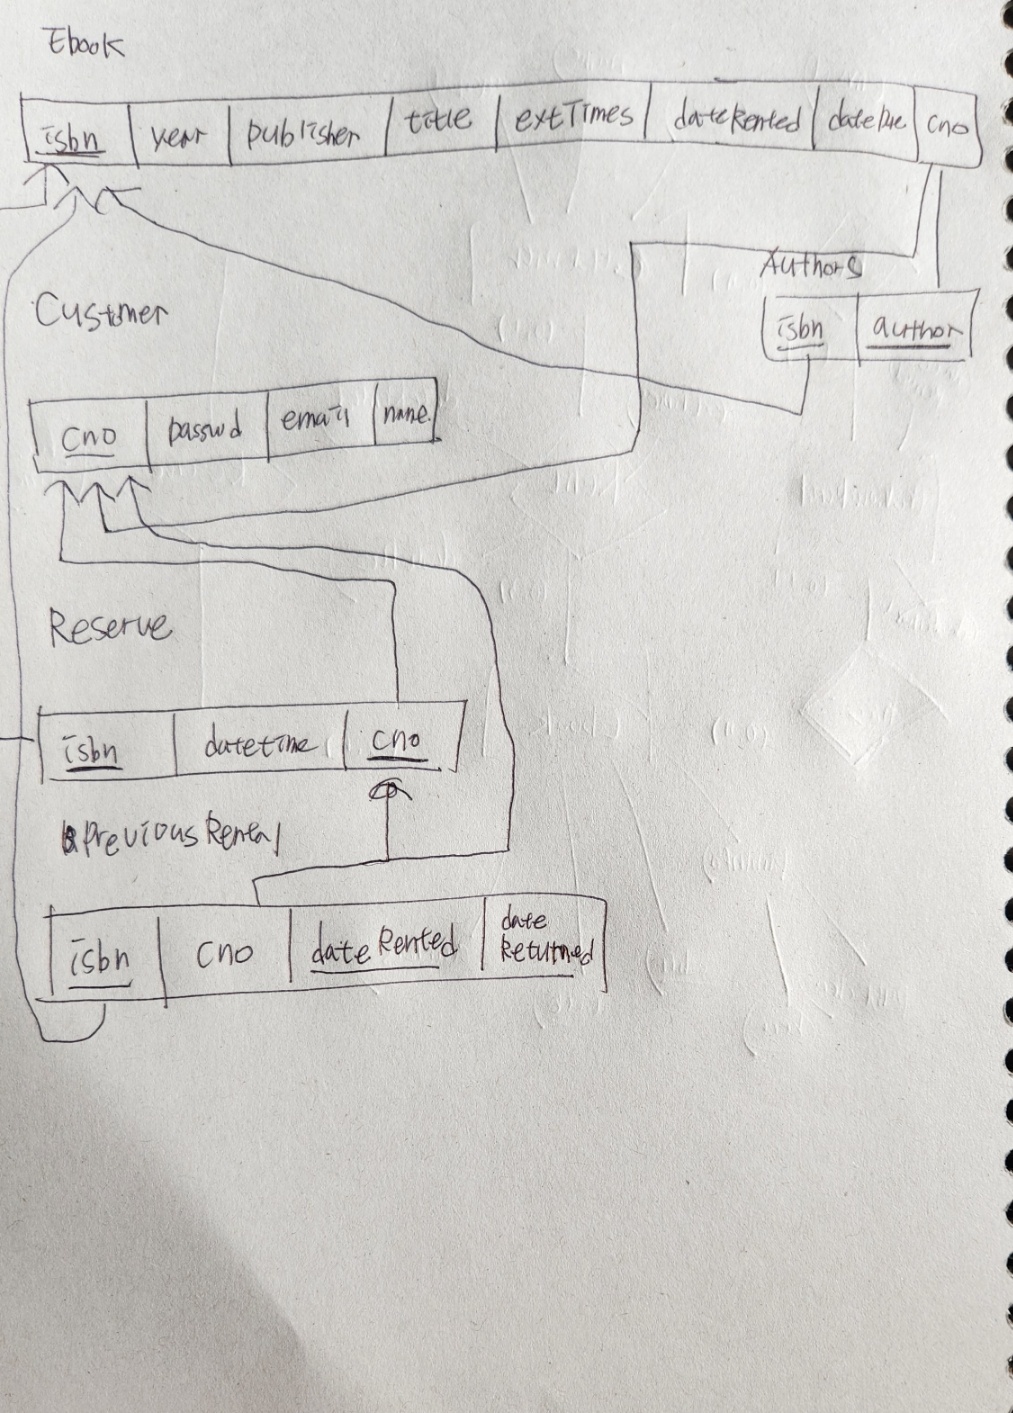 Ebook
isbn year publisher title extTimes dateRented dateDue cno
Authors
isbn author
Customer
cno passwd email name
Reserve
isbn datetime cno
PreviousRental
isbn cno dateRented date
Returned